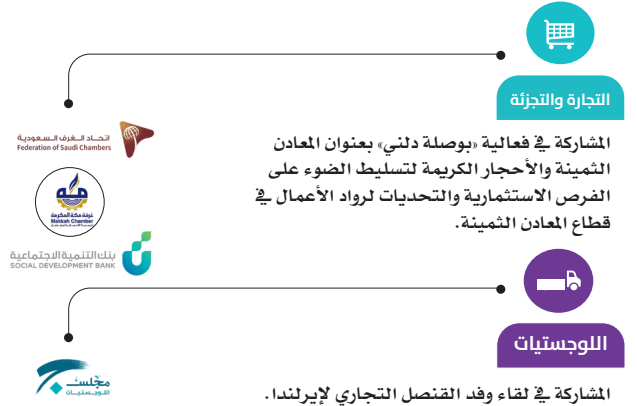 التجارة والتجزئة
المشاركة في فعالية «بوصلة دلني» بعنوان المعادن
الثمينة والأحجار الكريمة لتسليط الضوء على
الفرص الاستثمارية والتحديات لرواد الأعمال في
قطاع المعادن الثمينة.
اتحاد الغرف السعودية
Federation of Saudi Chambers
غرفة مكة المكرمة
Makkah Chamber
بنك التنمية الاجتماعية
SOCIAL DEVELOPMENT BANK
اللوجستيات
المشاركة في لقاء وفد القنصل التجاري لإيرلندا.
مجلس
اللوجستيات